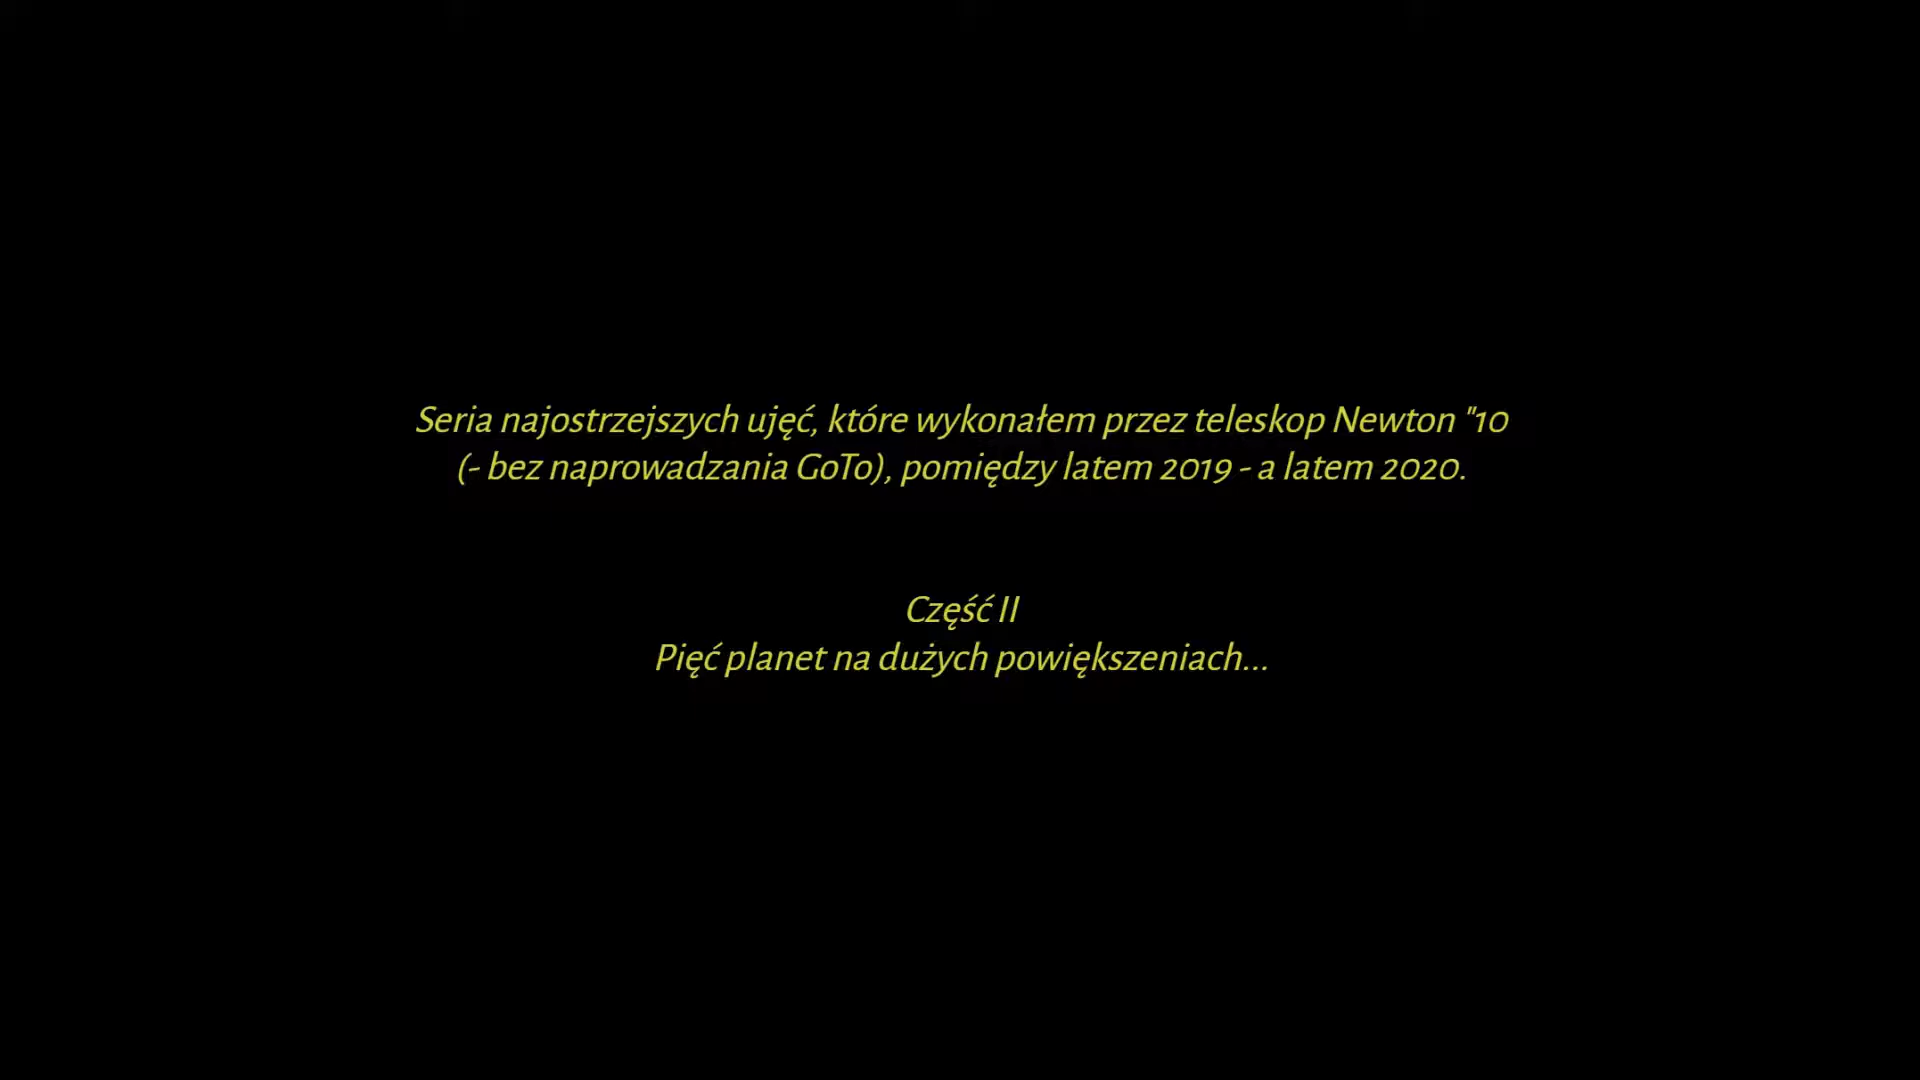 Seria najostrzejszych ujęć, które wykonałem przez teleskop Newton "10
(- bez naprowadzania GoTo), pomiędzy latem 2019 - a latem 2020.
Część II
Pięć planet na dużych powiększeniach...